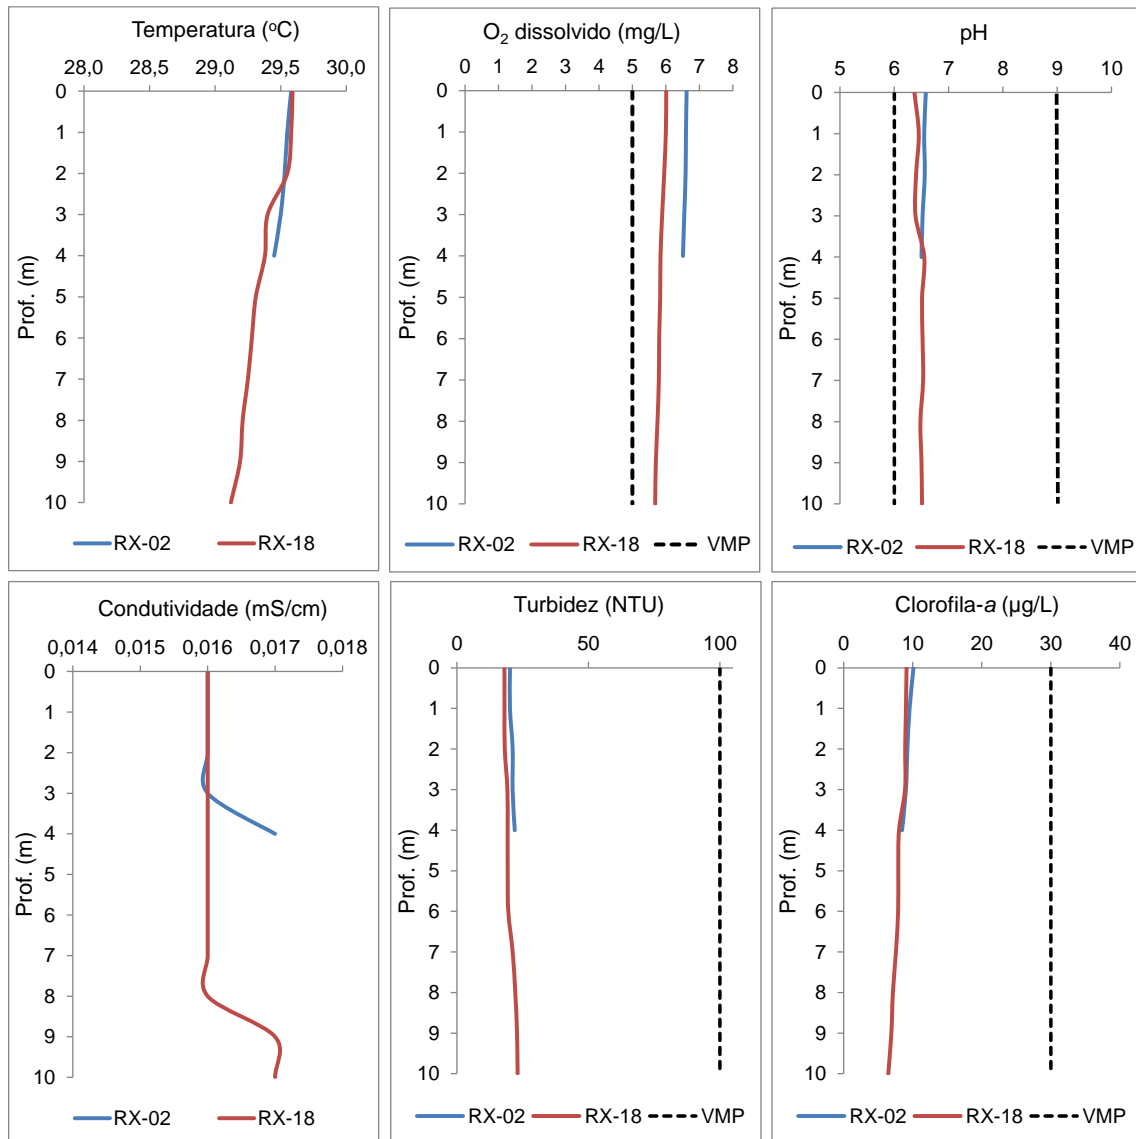 Temperatura (ºC)
28,0 28,5 29,0 29,5 30,0
0
1
2
3
4
5
6
7
8
9
10
Prof. (m)
RX-02 RX-18
O₂ dissolvido (mg/L)
0 1 2 3 4 5 6 7 8
0
1
2
3
4
5
6
7
8
9
10
Prof. (m)
RX-02 RX-18 VMP
pH
5 6 7 8 9 10
0
1
2
3
4
5
6
7
8
9
10
Prof. (m)
RX-02 RX-18 VMP
Condutividade (mS/cm)
0,014 0,015 0,016 0,017 0,018
0
1
2
3
4
5
6
7
8
9
10
Prof. (m)
RX-02 RX-18
Turbidez (NTU)
0 50 100
0
1
2
3
4
5
6
7
8
9
10
Prof. (m)
RX-02 RX-18 VMP
Clorofila-a (µg/L)
0 10 20 30 40
0
1
2
3
4
5
6
7
8
9
10
Prof. (m)
RX-02 RX-18 VMP